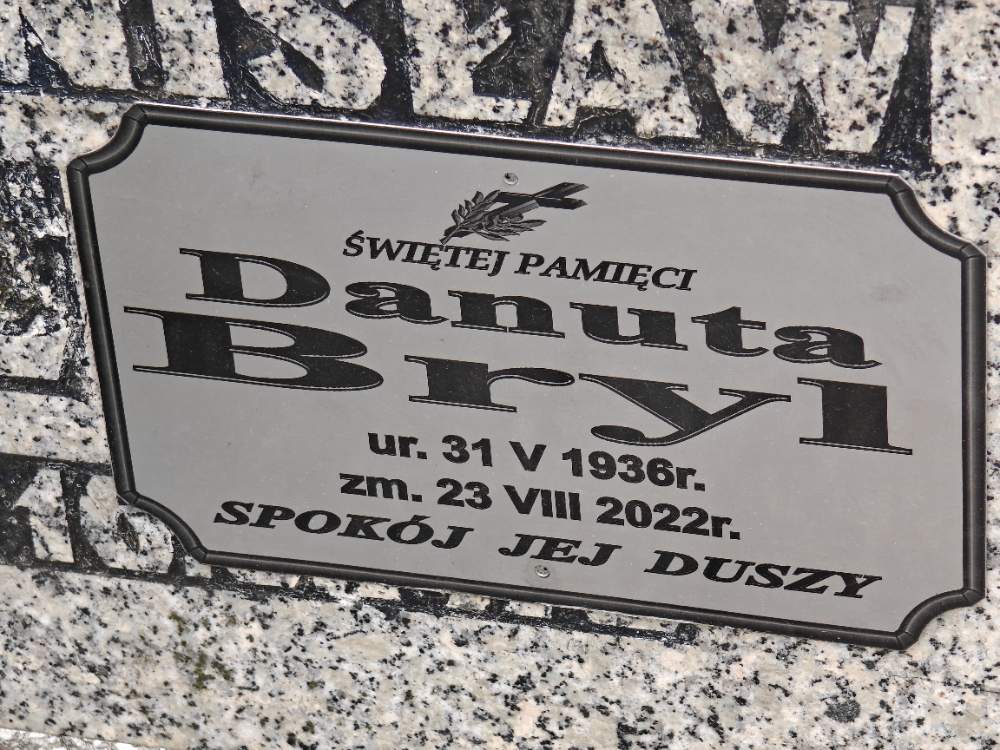 ŚWIĘTEJ PAMIĘCI
Danuta
Bryl
ur. 31 V 1936r.
zm. 23 VIII 2022r.
SPOKÓJ JEJ DUSZY